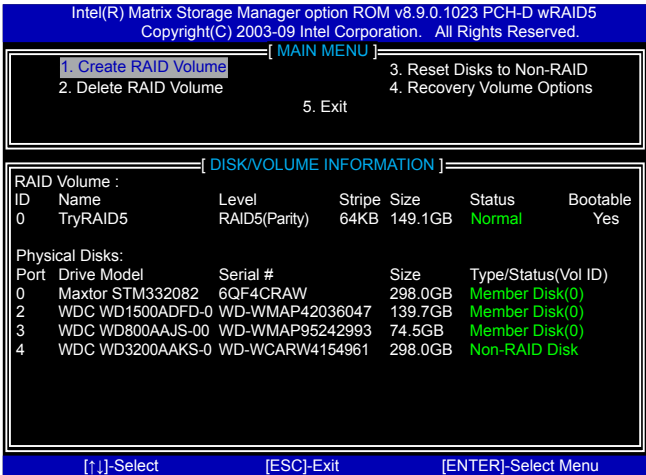 Intel(R) Matrix Storage Manager option ROM v8.9.0.1023 PCH-D wRAID5
Copyright(C) 2003-09 Intel Corporation. All Rights Reserved.
[ MAIN MENU ]
1. Create RAID Volume 3. Reset Disks to Non-RAID
2. Delete RAID Volume 4. Recovery Volume Options
5. Exit
[ DISK/VOLUME INFORMATION ]
RAID Volume :
ID Name Level Stripe Size Status Bootable
0 TryRAID5 RAID5(Parity) 64KB 149.1GB Normal Yes
Physical Disks:
Port Drive Model Serial # Size Type/Status(Vol ID)
0 Maxtor STM332082 6QF4CRAW 298.0GB Member Disk(0)
2 WDC WD1500ADFD-0 WD-WMAP42036047 139.7GB Member Disk(0)
3 WDC WD800AAJS-00 WD-WMAP95242993 74.5GB Member Disk(0)
4 WDC WD3200AAKS-0 WD-WCARW4154961 298.0GB Non-RAID Disk
[↑↓]-Select [ESC]-Exit [ENTER]-Select Menu